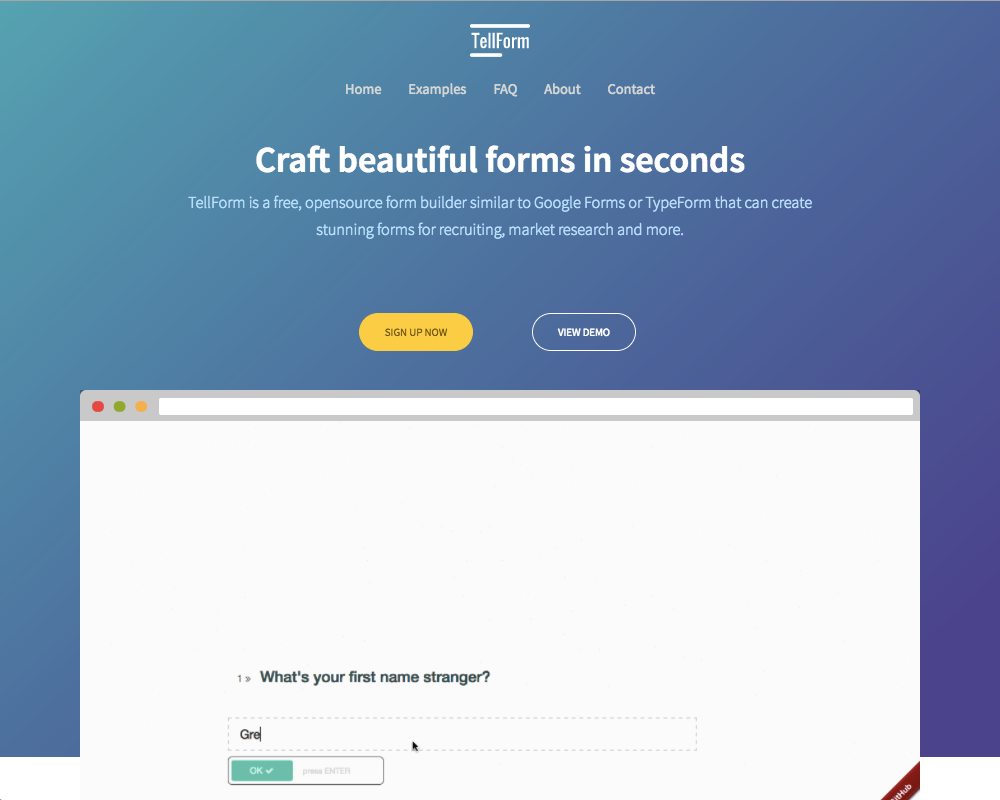 TellForm
Home Examples FAQ About Contact
Craft beautiful forms in seconds
TellForm is a free, opensource form builder similar to Google Forms or TypeForm that can create
stunning forms for recruiting, market research and more.
SIGN UP NOW VIEW DEMO
1 » What's your first name stranger?
Gre
OK ✓ press ENTER